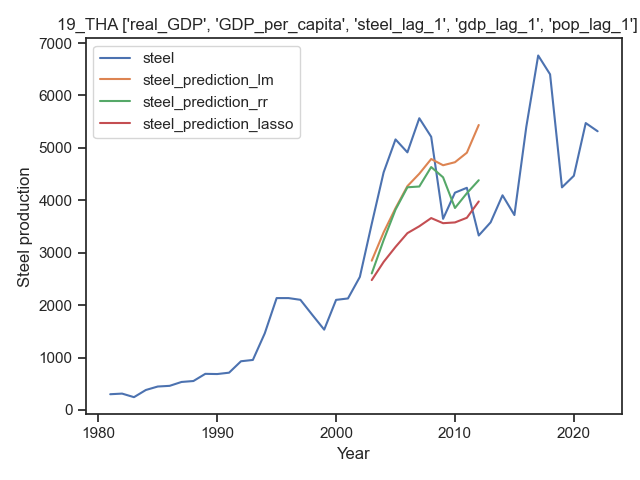 19_THA ['real_GDP', 'GDP_per_capita', 'steel_lag_1', 'gdp_lag_1', 'pop_lag_1']
7000
6000
5000
4000
3000
2000
1000
0
Steel production
steel
steel_prediction_lm
steel_prediction_rr
steel_prediction_lasso
1980
1990
2000
2010
2020
Year